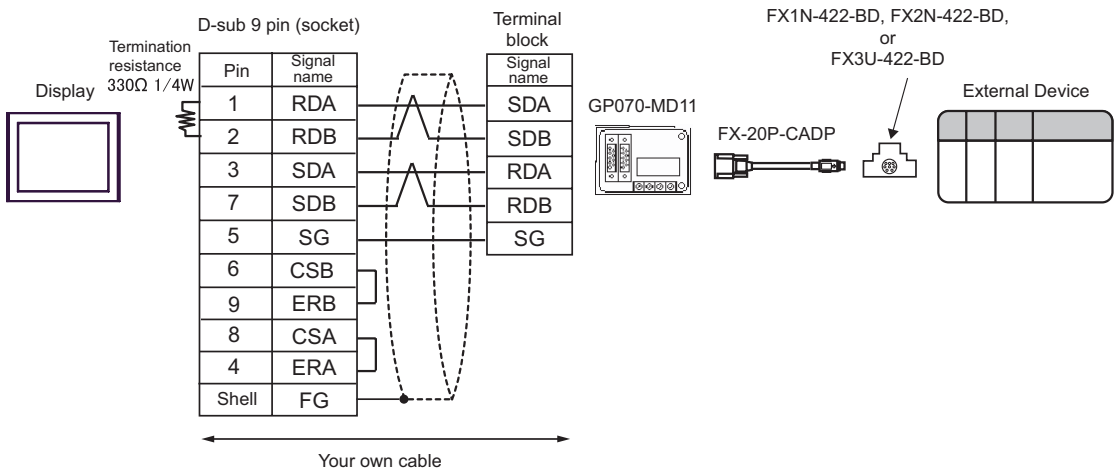 FX1N-422-BD, FX2N-422-BD,
or
FX3U-422-BD
D-sub 9 pin (socket)
Terminal
block
Termination
resistance
330Ω 1/4W
Display
Pin Signal name
Signal name
1 RDA SDA
2 RDB SDB
3 SDA RDA
7 SDB RDB
5 SG SG
6 CSB
9 ERB
8 CSA
4 ERA
Shell FG
GP070-MD11
FX-20P-CADP
External Device
Your own cable